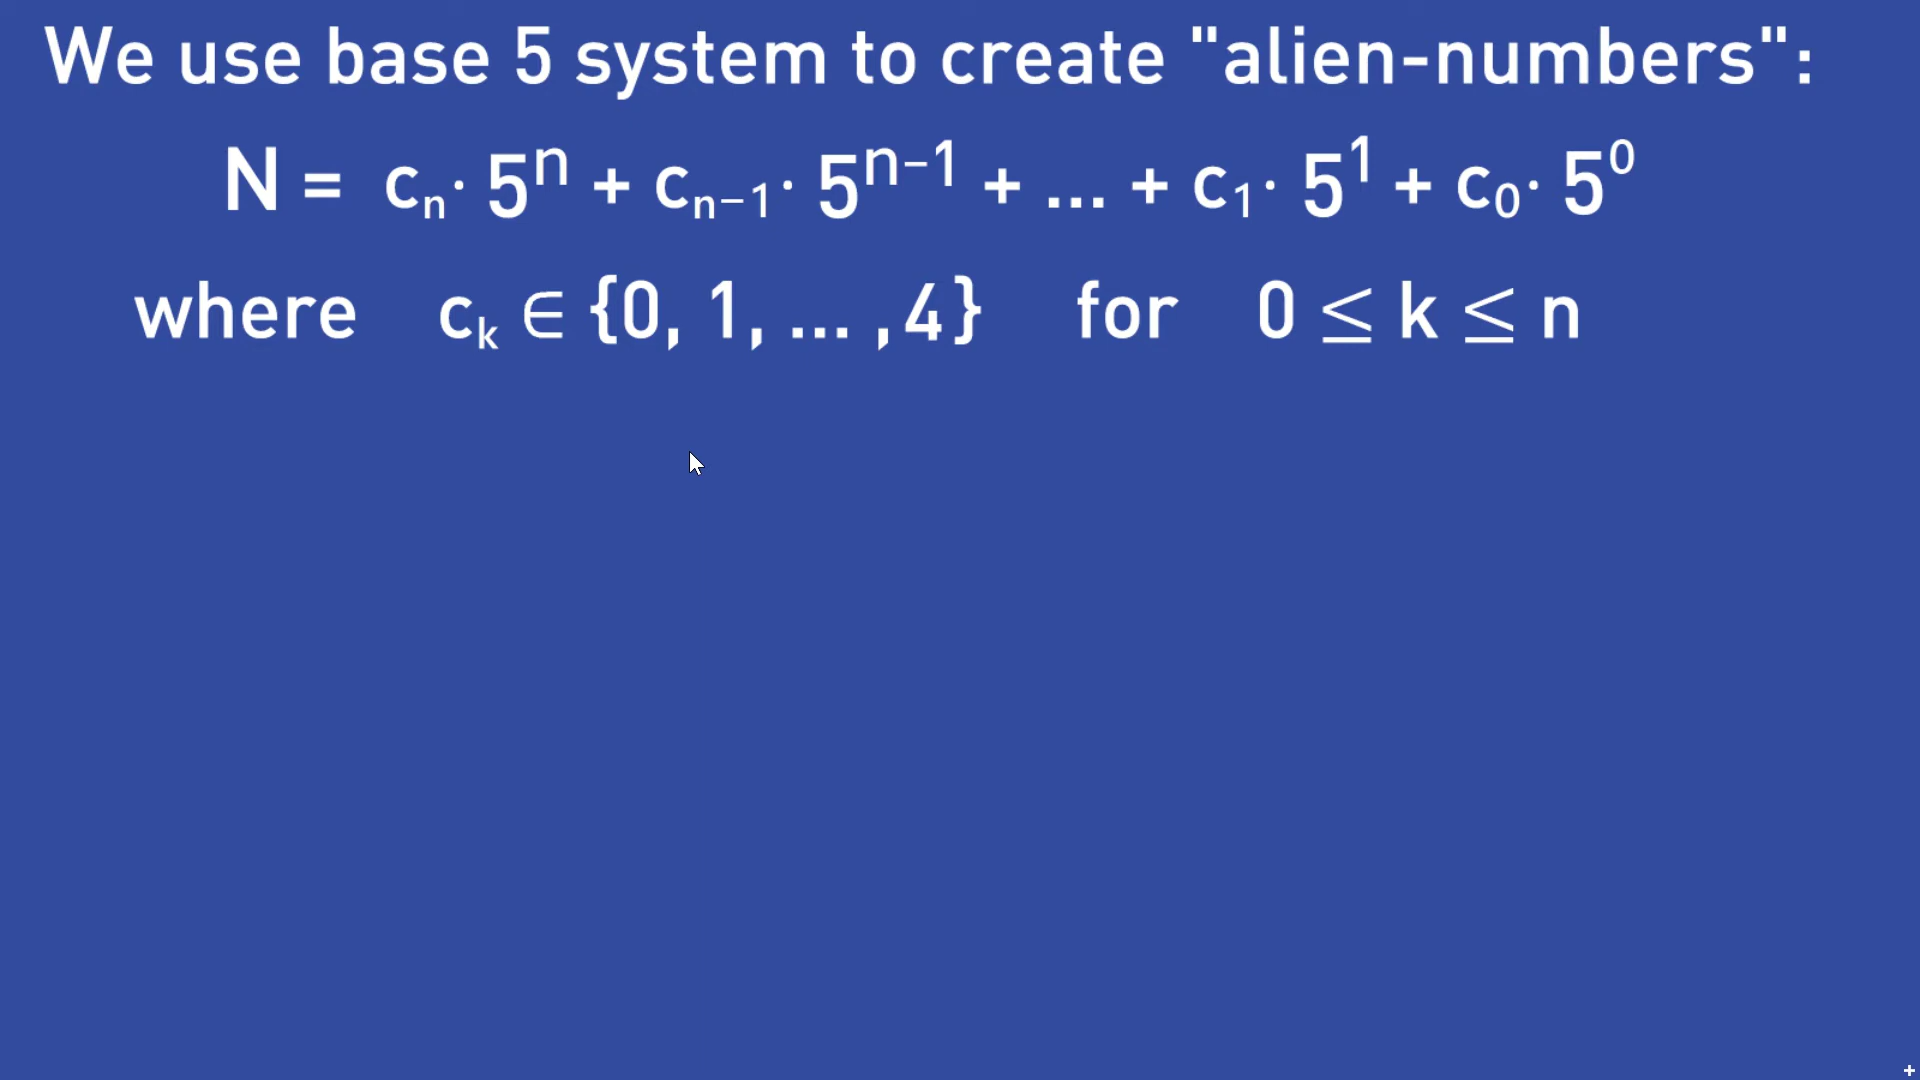 We use base 5 system to create "alien-numbers":
N = cₙ· 5ⁿ + cₙ₋₁· 5ⁿ⁻¹ + ... + c₁· 5¹ + c₀· 5⁰
where cₖ ∈ {0, 1, ... ,4} for 0 ≤ k ≤ n